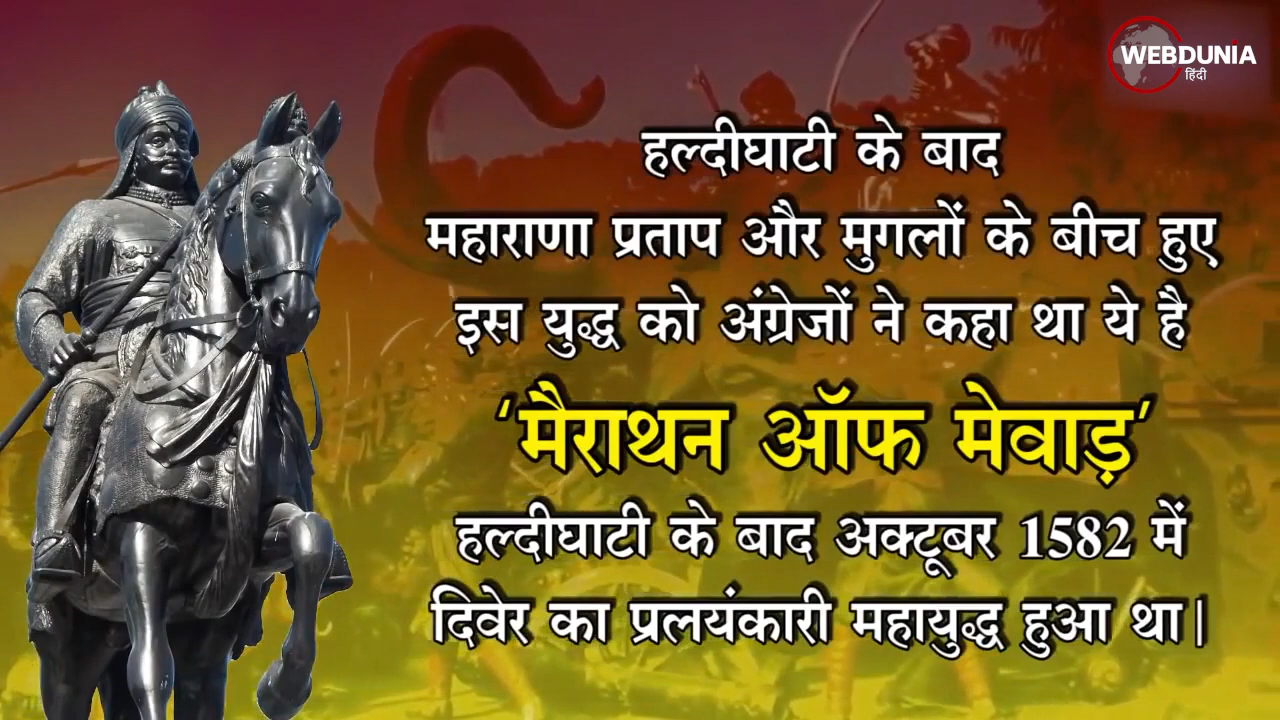 WEBDUNIA
हिंदी
हल्दीघाटी के बाद
महाराणा प्रताप और मुगलों के बीच हुए
इस युद्ध को अंग्रेजों ने कहा था ये है
‘मैराथन ऑफ मेवाड़’
हल्दीघाटी के बाद अक्टूबर 1582 में
दिवेर का प्रलयंकारी महायुद्ध हुआ था|